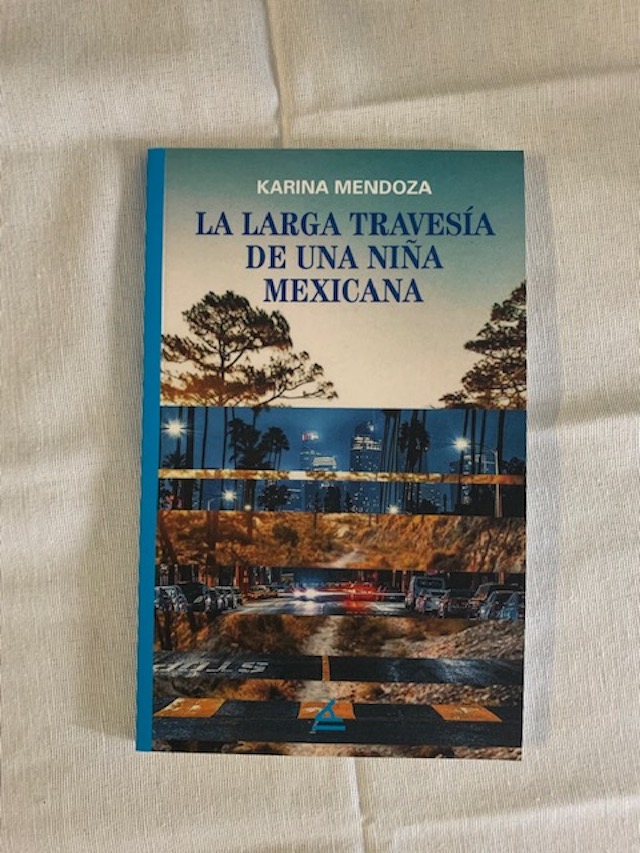 KARINA MENDOZA
LA LARGA TRAVESÍA
DE UNA NIÑA
MEXICANA
STOP